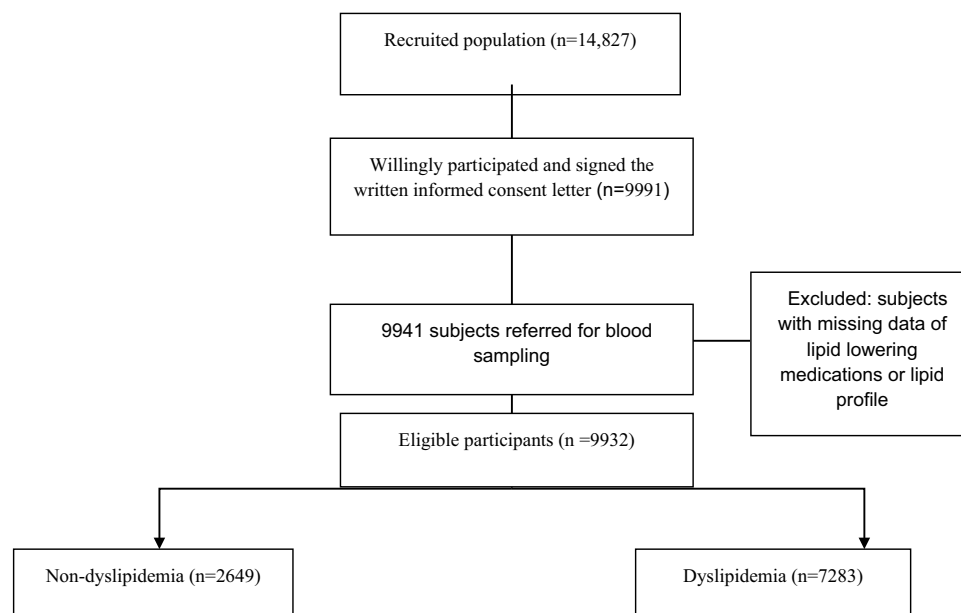 Recruited population (n=14,827)
Willingly participated and signed the
written informed consent letter (n=9991)
9941 subjects referred for blood
sampling
Excluded: subjects
with missing data of
lipid lowering
medications or lipid
profile
Eligible participants (n =9932)
Non-dyslipidemia (n=2649)
Dyslipidemia (n=7283)